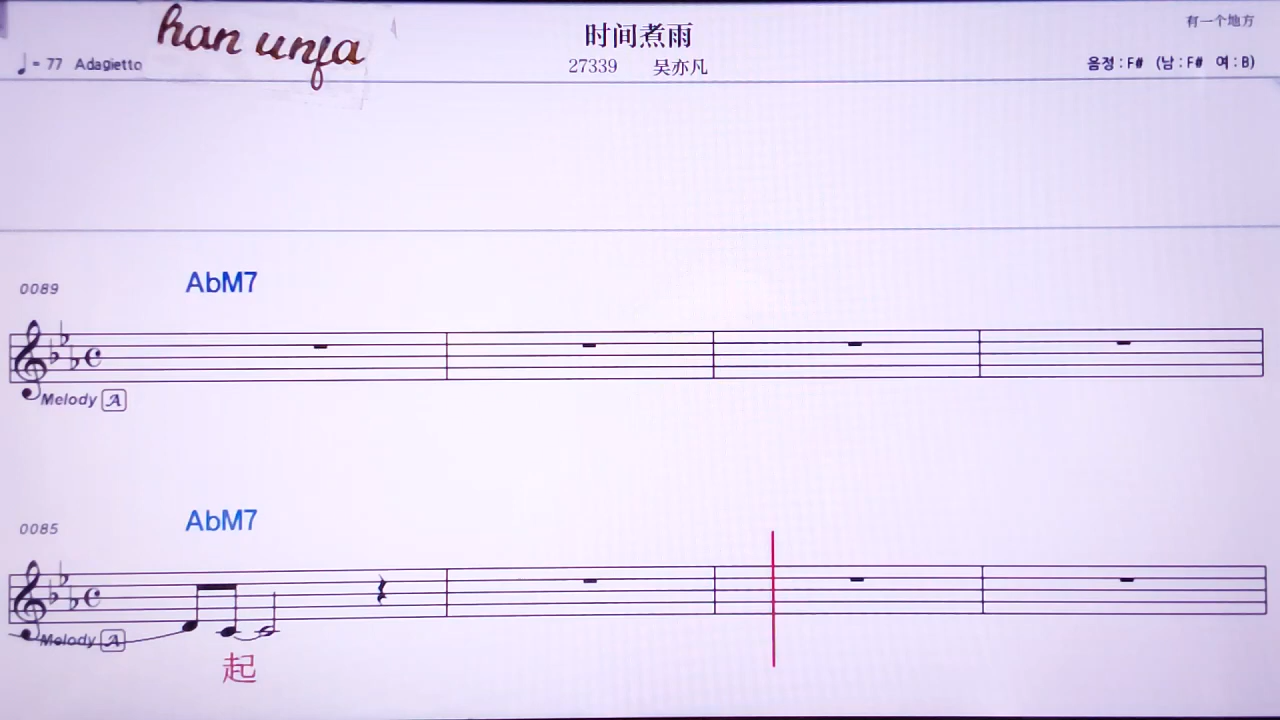 han unfa
时间煮雨
有一个地方
♩= 77 Adagietto
27339 吴亦凡
음정 : F# (남 : F# 여 : B)
AbM7
0089
Melody A
AbM7
0085
Melody A
起